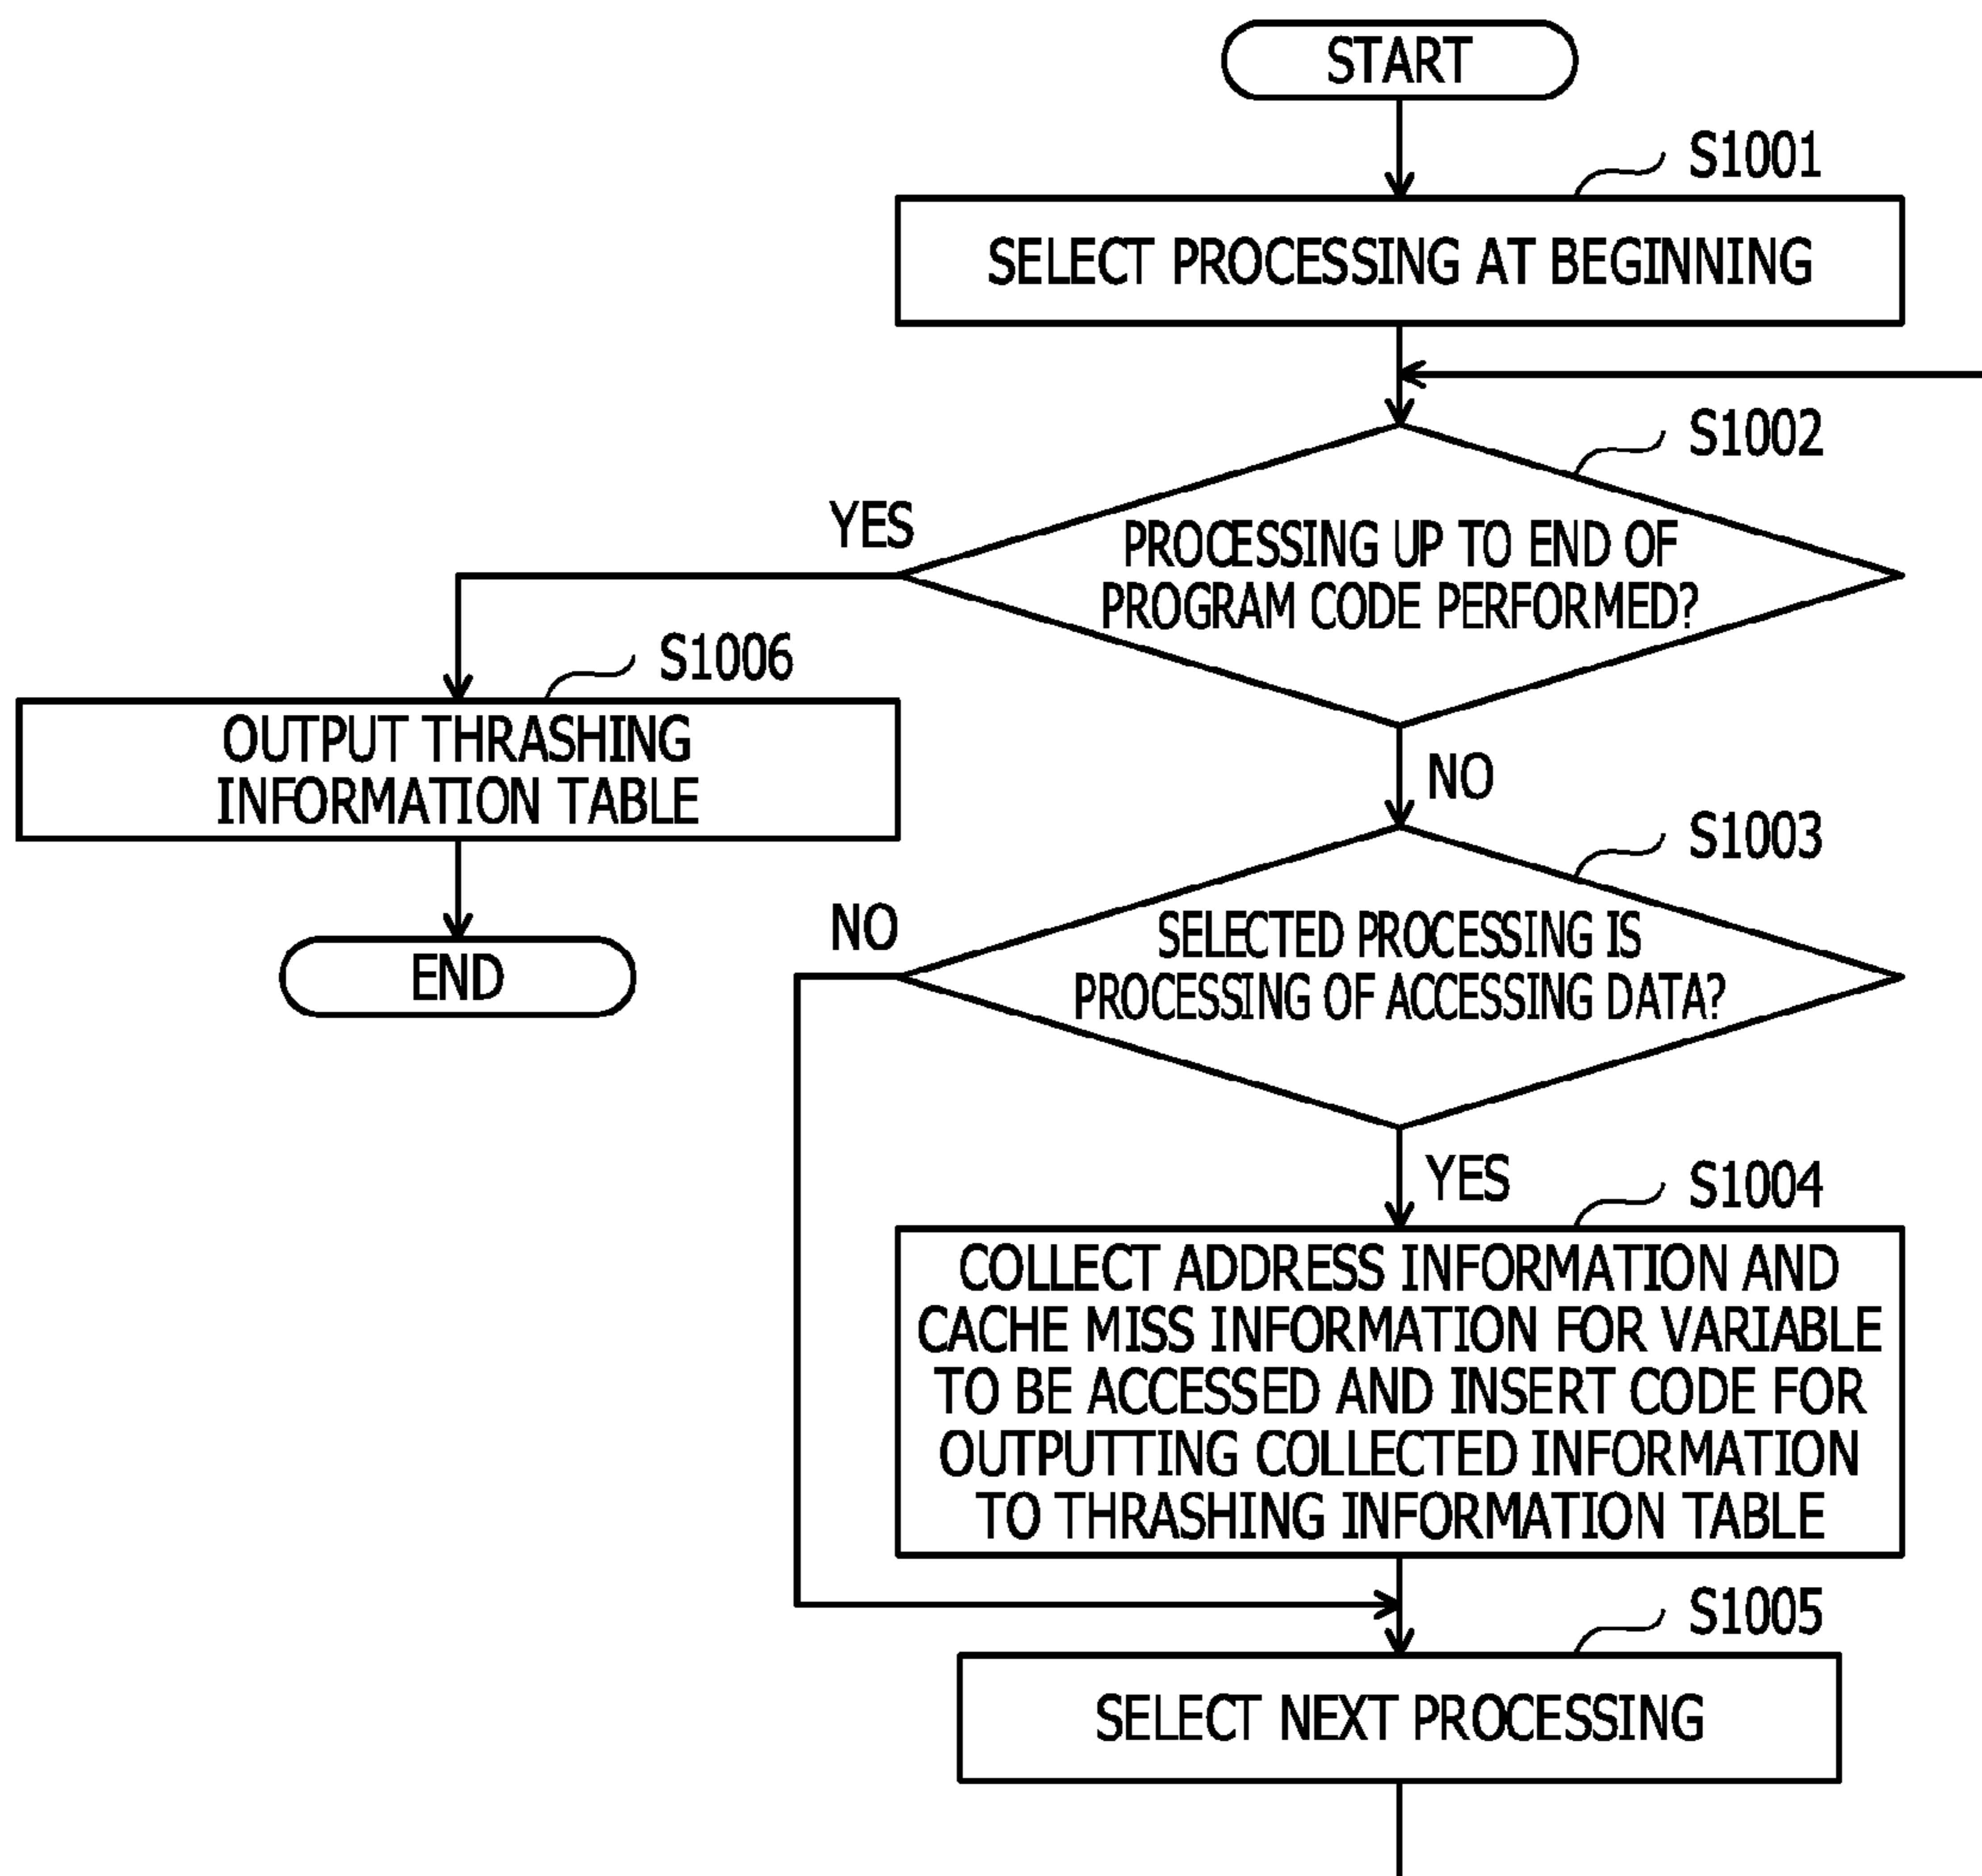 START
S1001
SELECT PROCESSING AT BEGINNING
S1002
YES
PROCESSING UP TO END OF
PROGRAM CODE PERFORMED?
S1006
OUTPUT THRASHING
INFORMATION TABLE
NO
END
S1003
NO
SELECTED PROCESSING IS
PROCESSING OF ACCESSING DATA?
YES
S1004
COLLECT ADDRESS INFORMATION AND
CACHE MISS INFORMATION FOR VARIABLE
TO BE ACCESSED AND INSERT CODE FOR
OUTPUTTING COLLECTED INFORMATION
TO THRASHING INFORMATION TABLE
S1005
SELECT NEXT PROCESSING